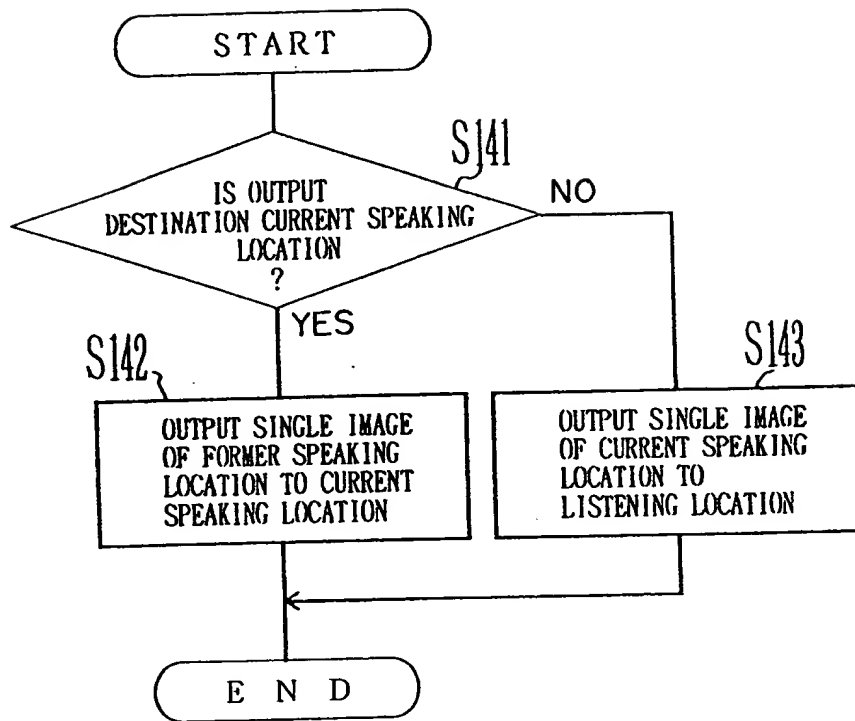 START
S141
IS OUTPUT
DESTINATION CURRENT SPEAKING
LOCATION
?
NO
YES
S142
OUTPUT SINGLE IMAGE
OF FORMER SPEAKING
LOCATION TO CURRENT
SPEAKING LOCATION
S143
OUTPUT SINGLE IMAGE
OF CURRENT SPEAKING
LOCATION TO
LISTENING LOCATION
E N D